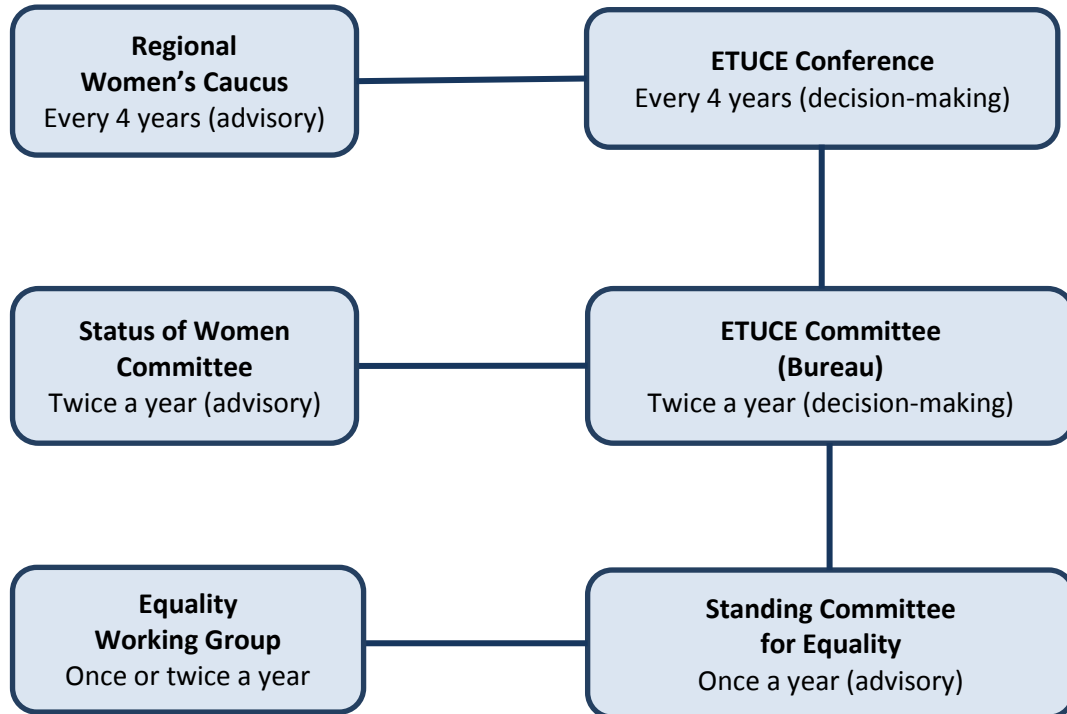 Regional
Women’s Caucus
Every 4 years (advisory)
ETUCE Conference
Every 4 years (decision-making)
Status of Women
Committee
Twice a year (advisory)
ETUCE Committee
(Bureau)
Twice a year (decision-making)
Equality
Working Group
Once or twice a year
Standing Committee
for Equality
Once a year (advisory)